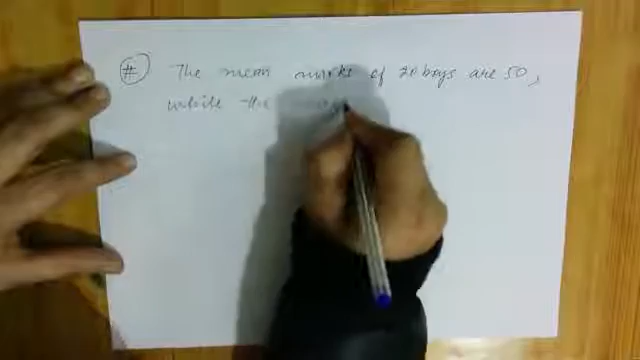 # The mean marks of 20 boys are 50,
while the